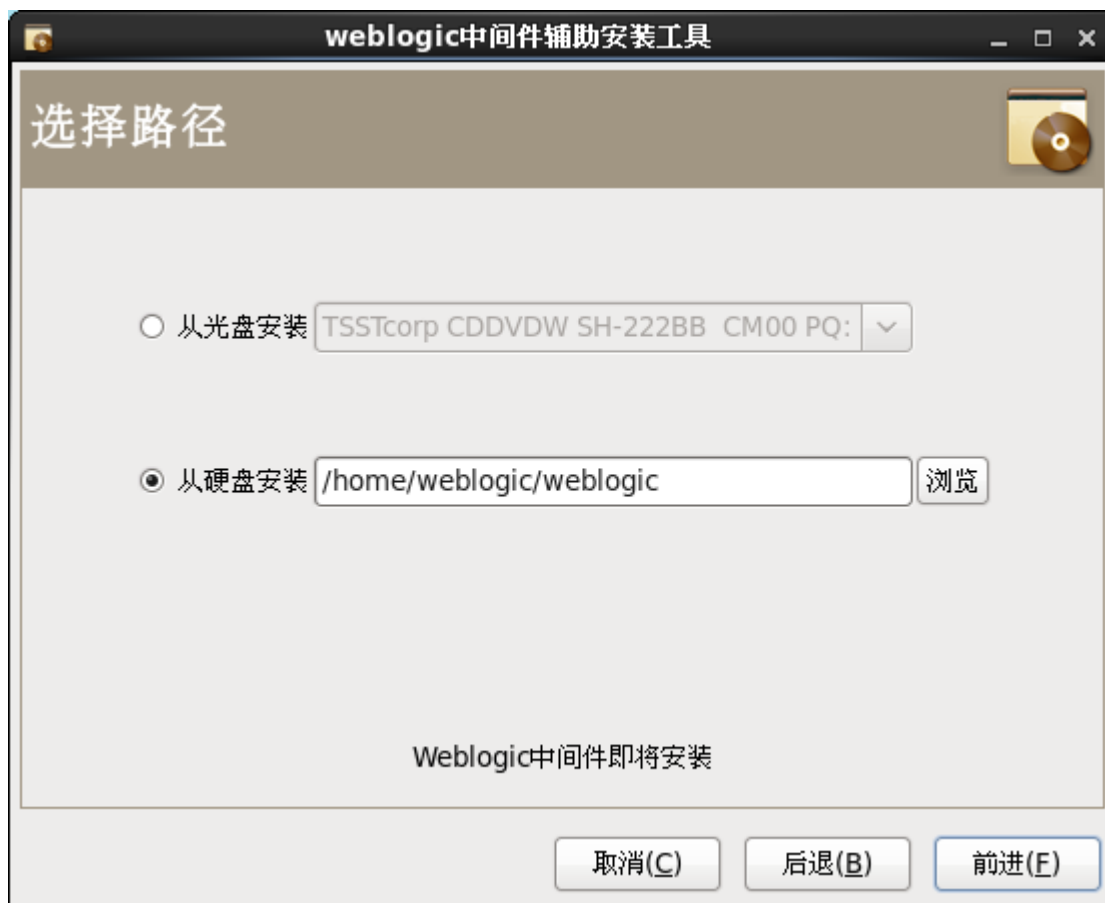 weblogic中间件辅助安装工具
选择路径
从光盘安装 TSSTcorp CDDVDW SH-222BB  CM00 PQ:
从硬盘安装 /home/weblogic/weblogic 浏览
Weblogic中间件即将安装
取消(C) 后退(B) 前进(F)